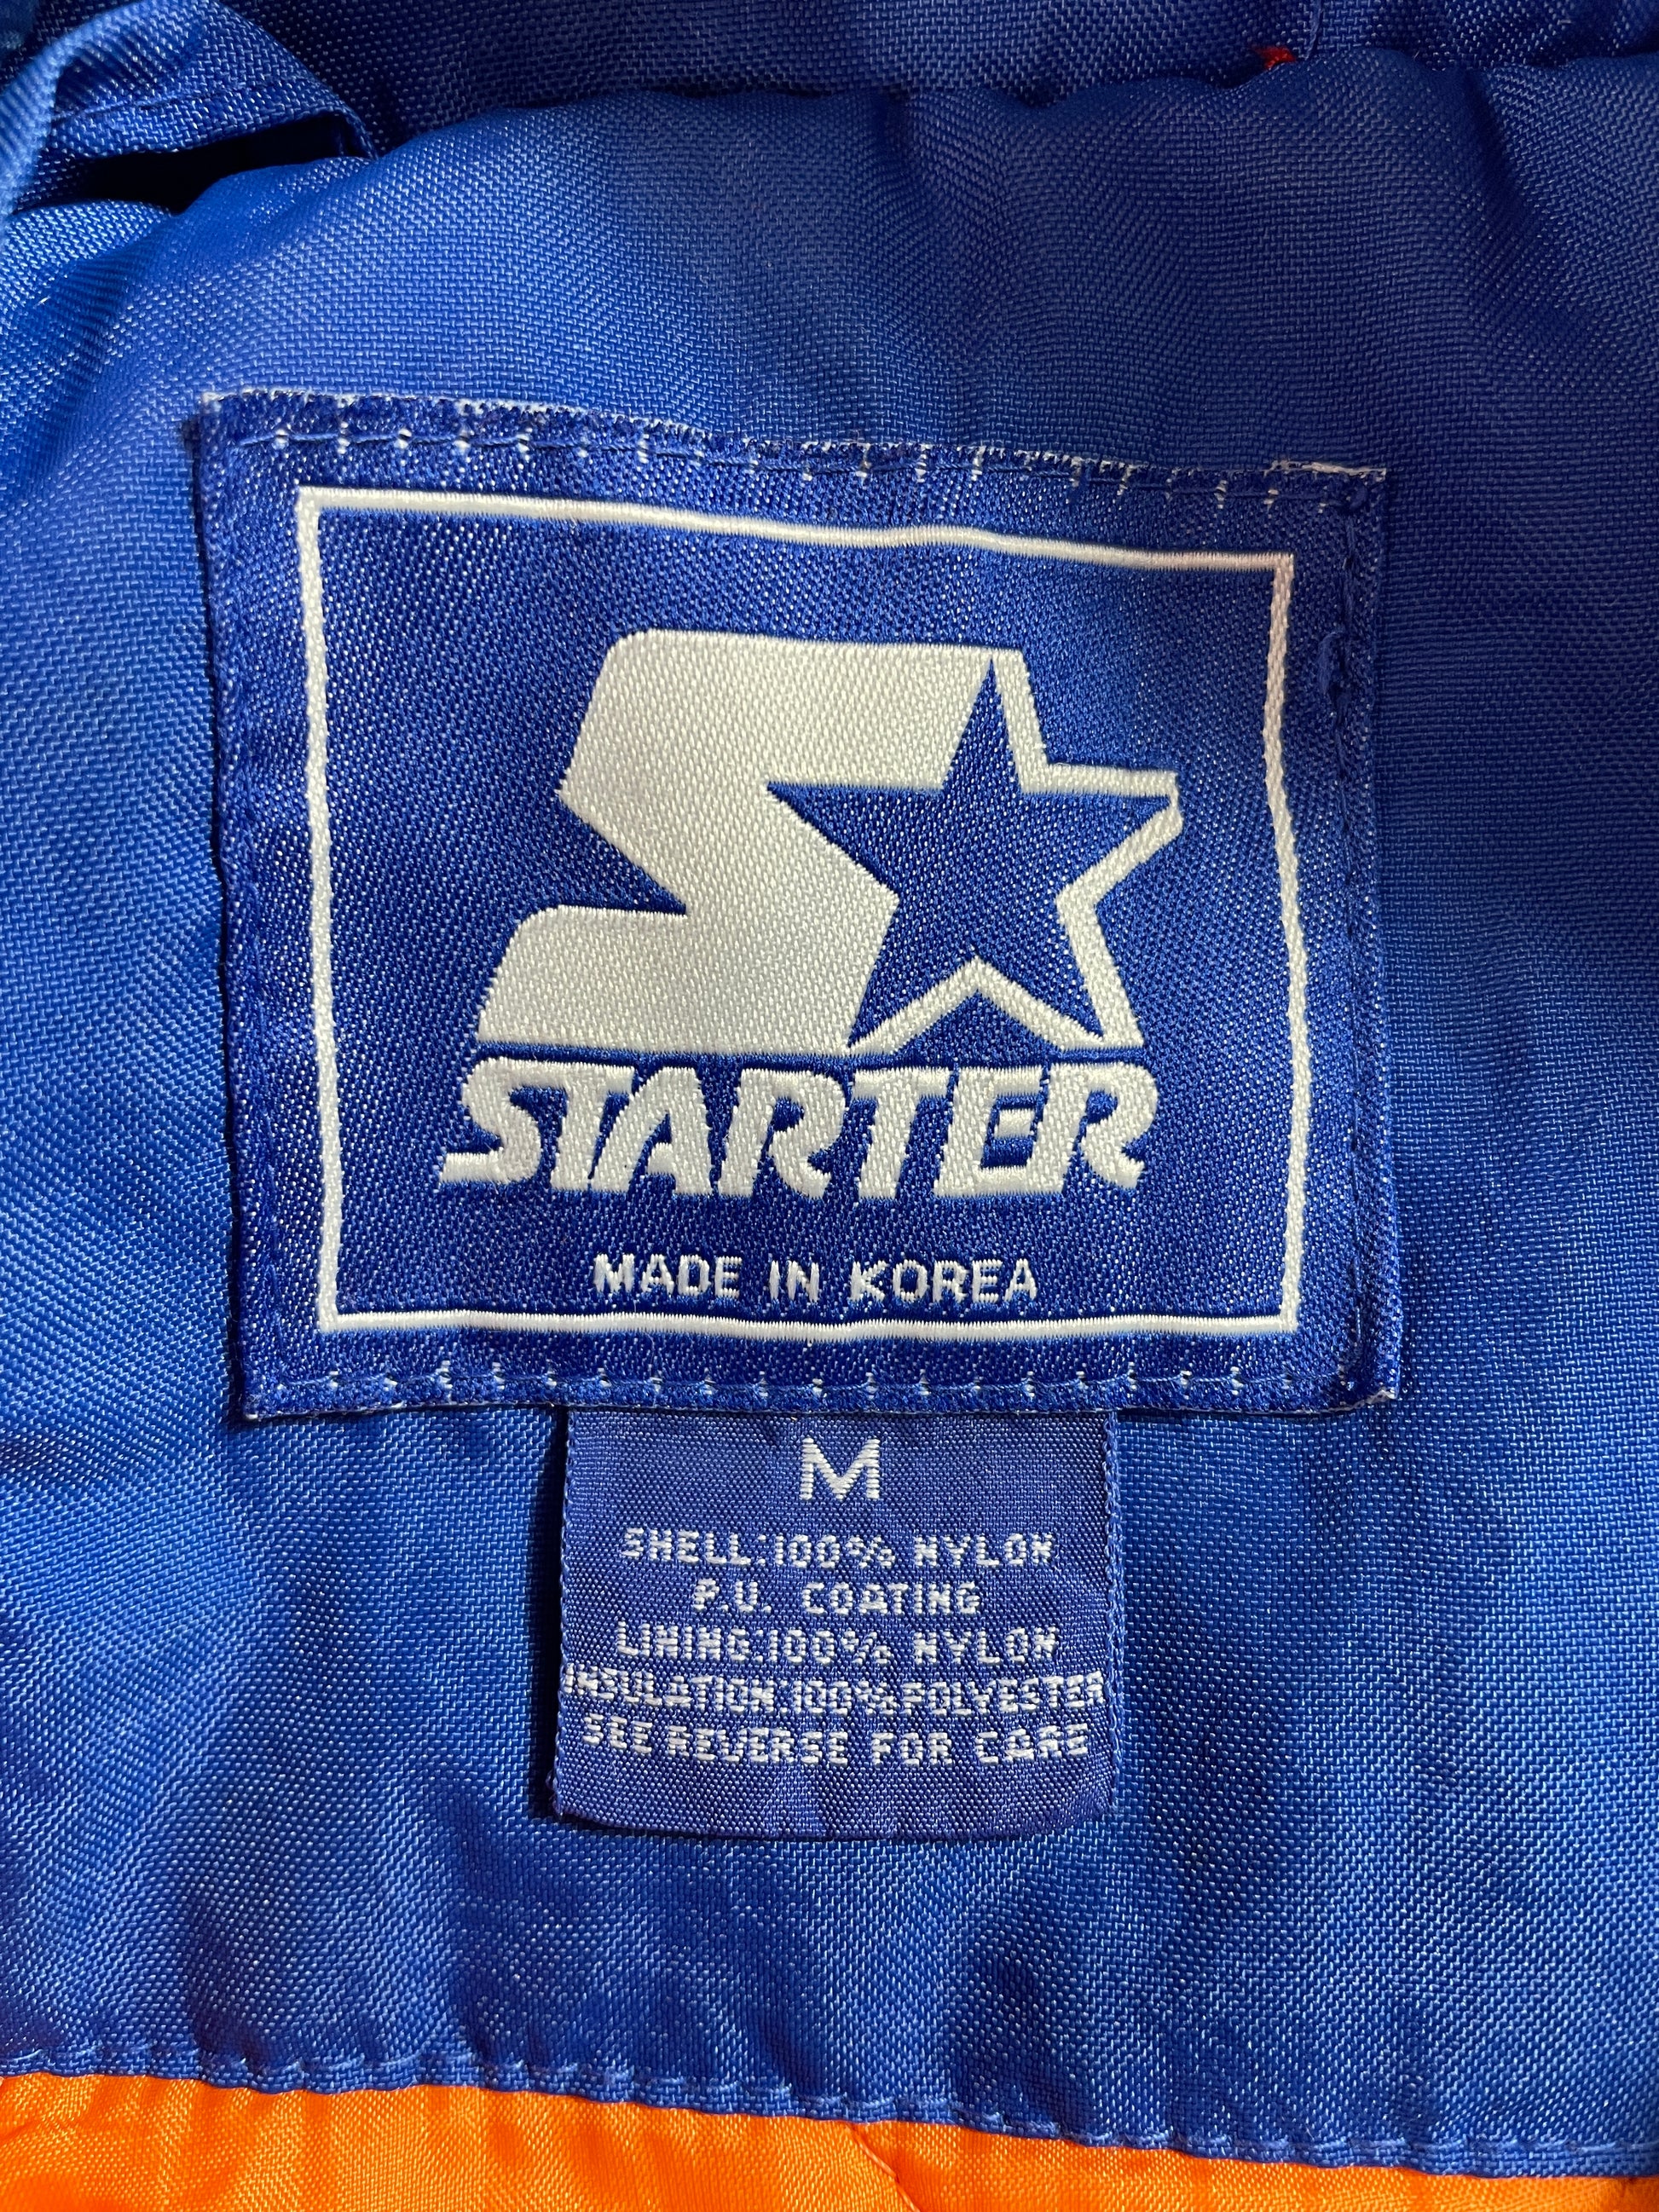 STARTER
MADE IN KOREA
M
SHELL:100% NYLON
P.U. COATING
LINING:100% NYLON
INSULATION:100% POLYESTER
SEE REVERSE FOR CARE